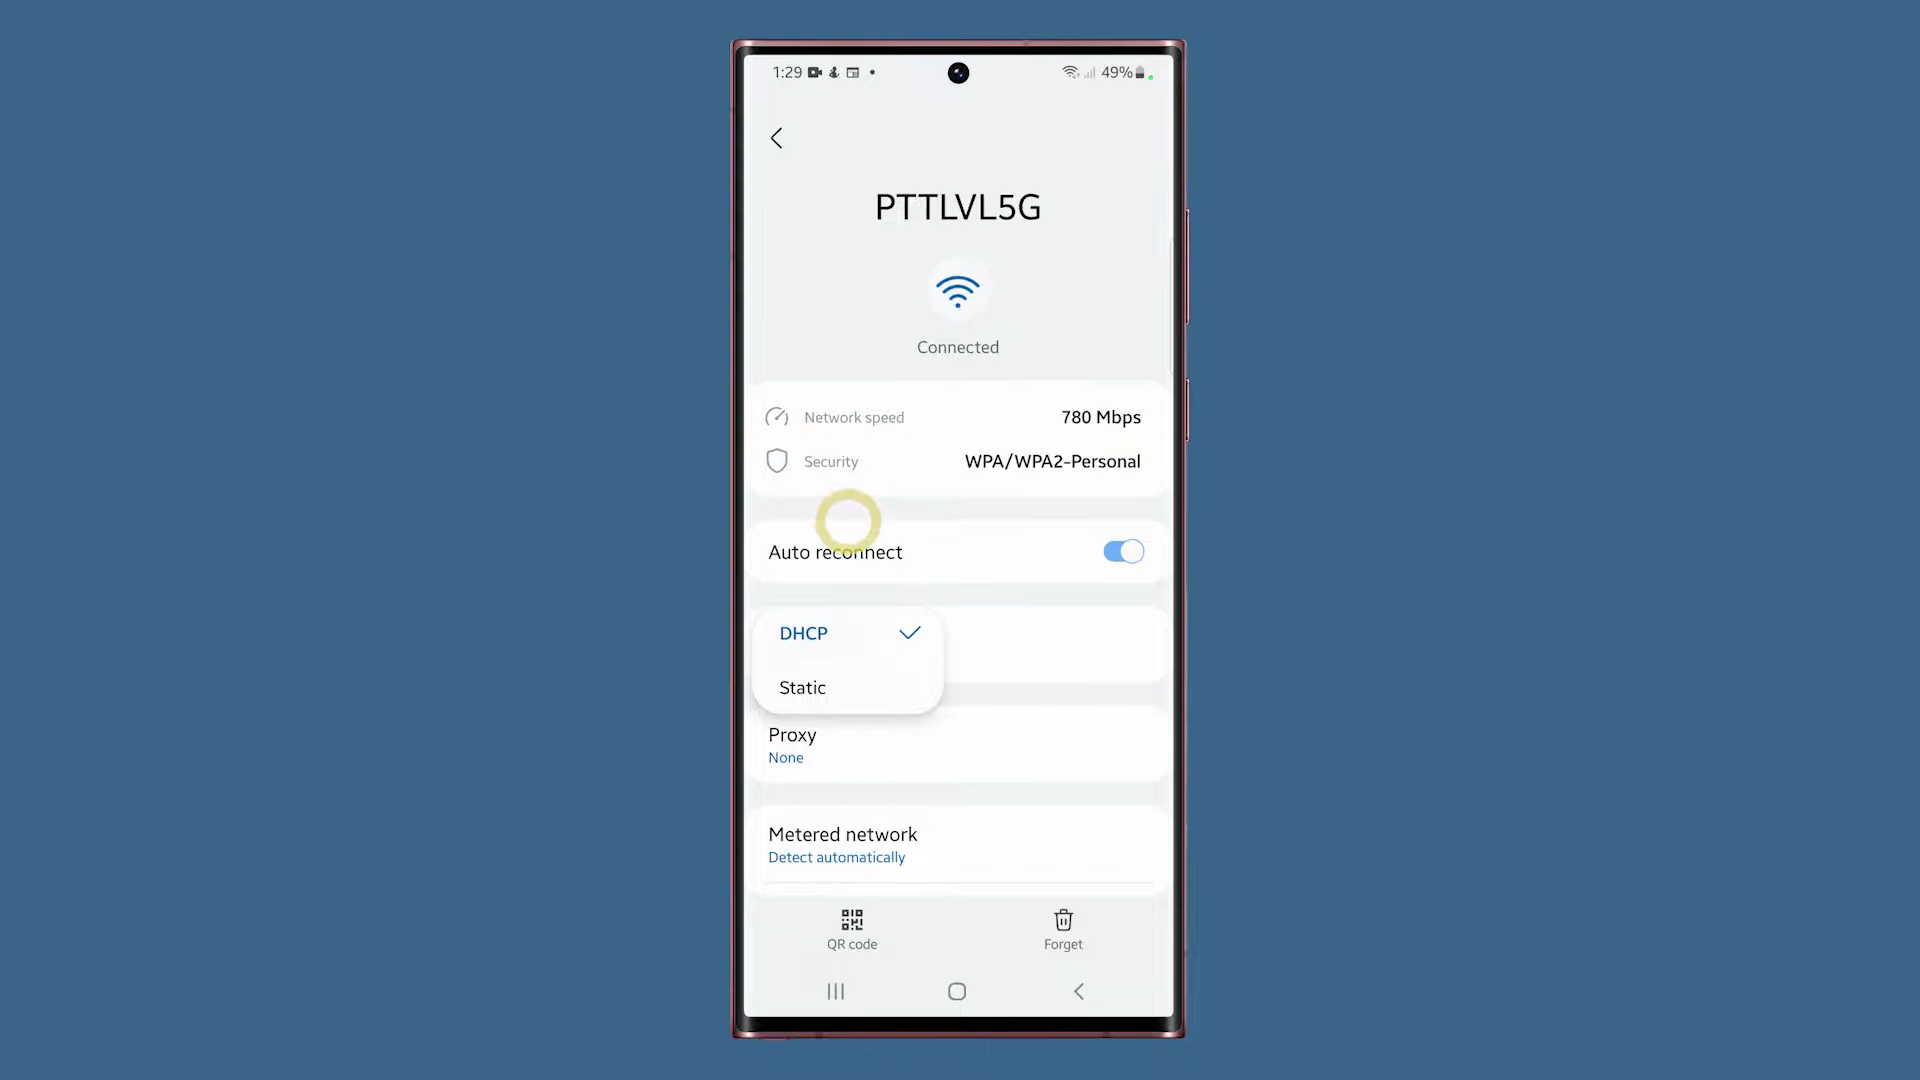 1:29
49%
PTTLVL5G
Connected
Network speed 780 Mbps
Security WPA/WPA2-Personal
Auto reconnect
DHCP
Static
Proxy
None
Metered network
Detect automatically
QR code Forget